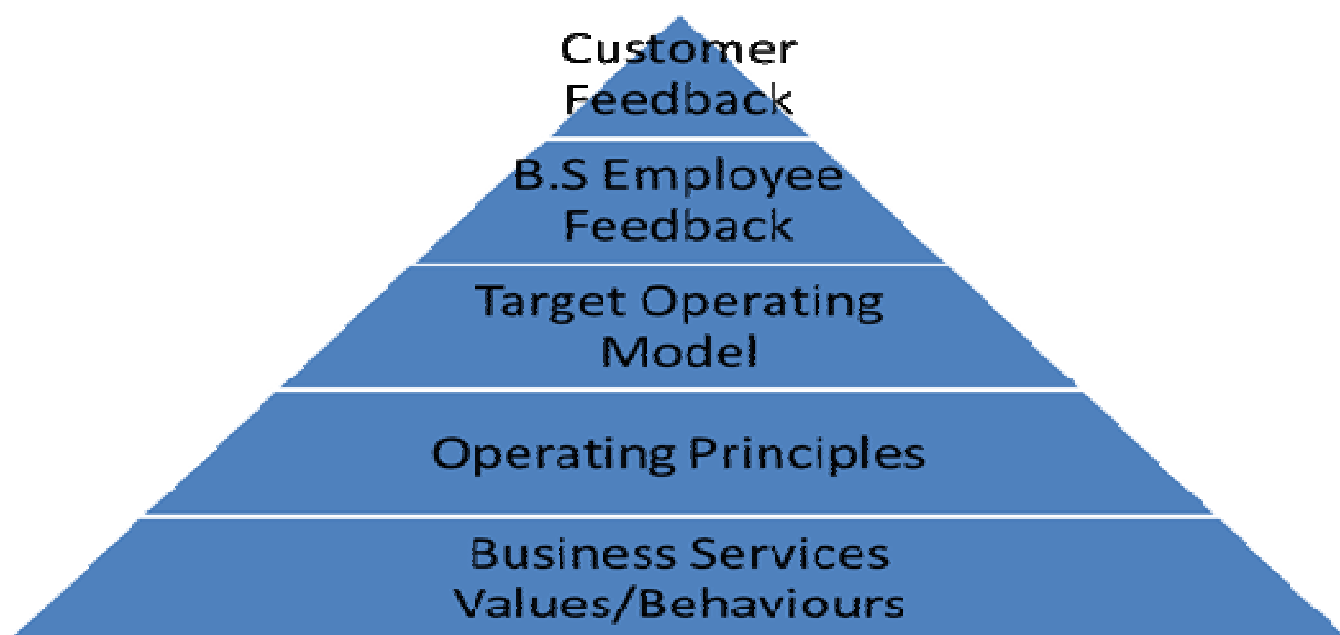 Customer
Feedback
B.S Employee
Feedback
Target Operating
Model
Operating Principles
Business Services
Values/Behaviours